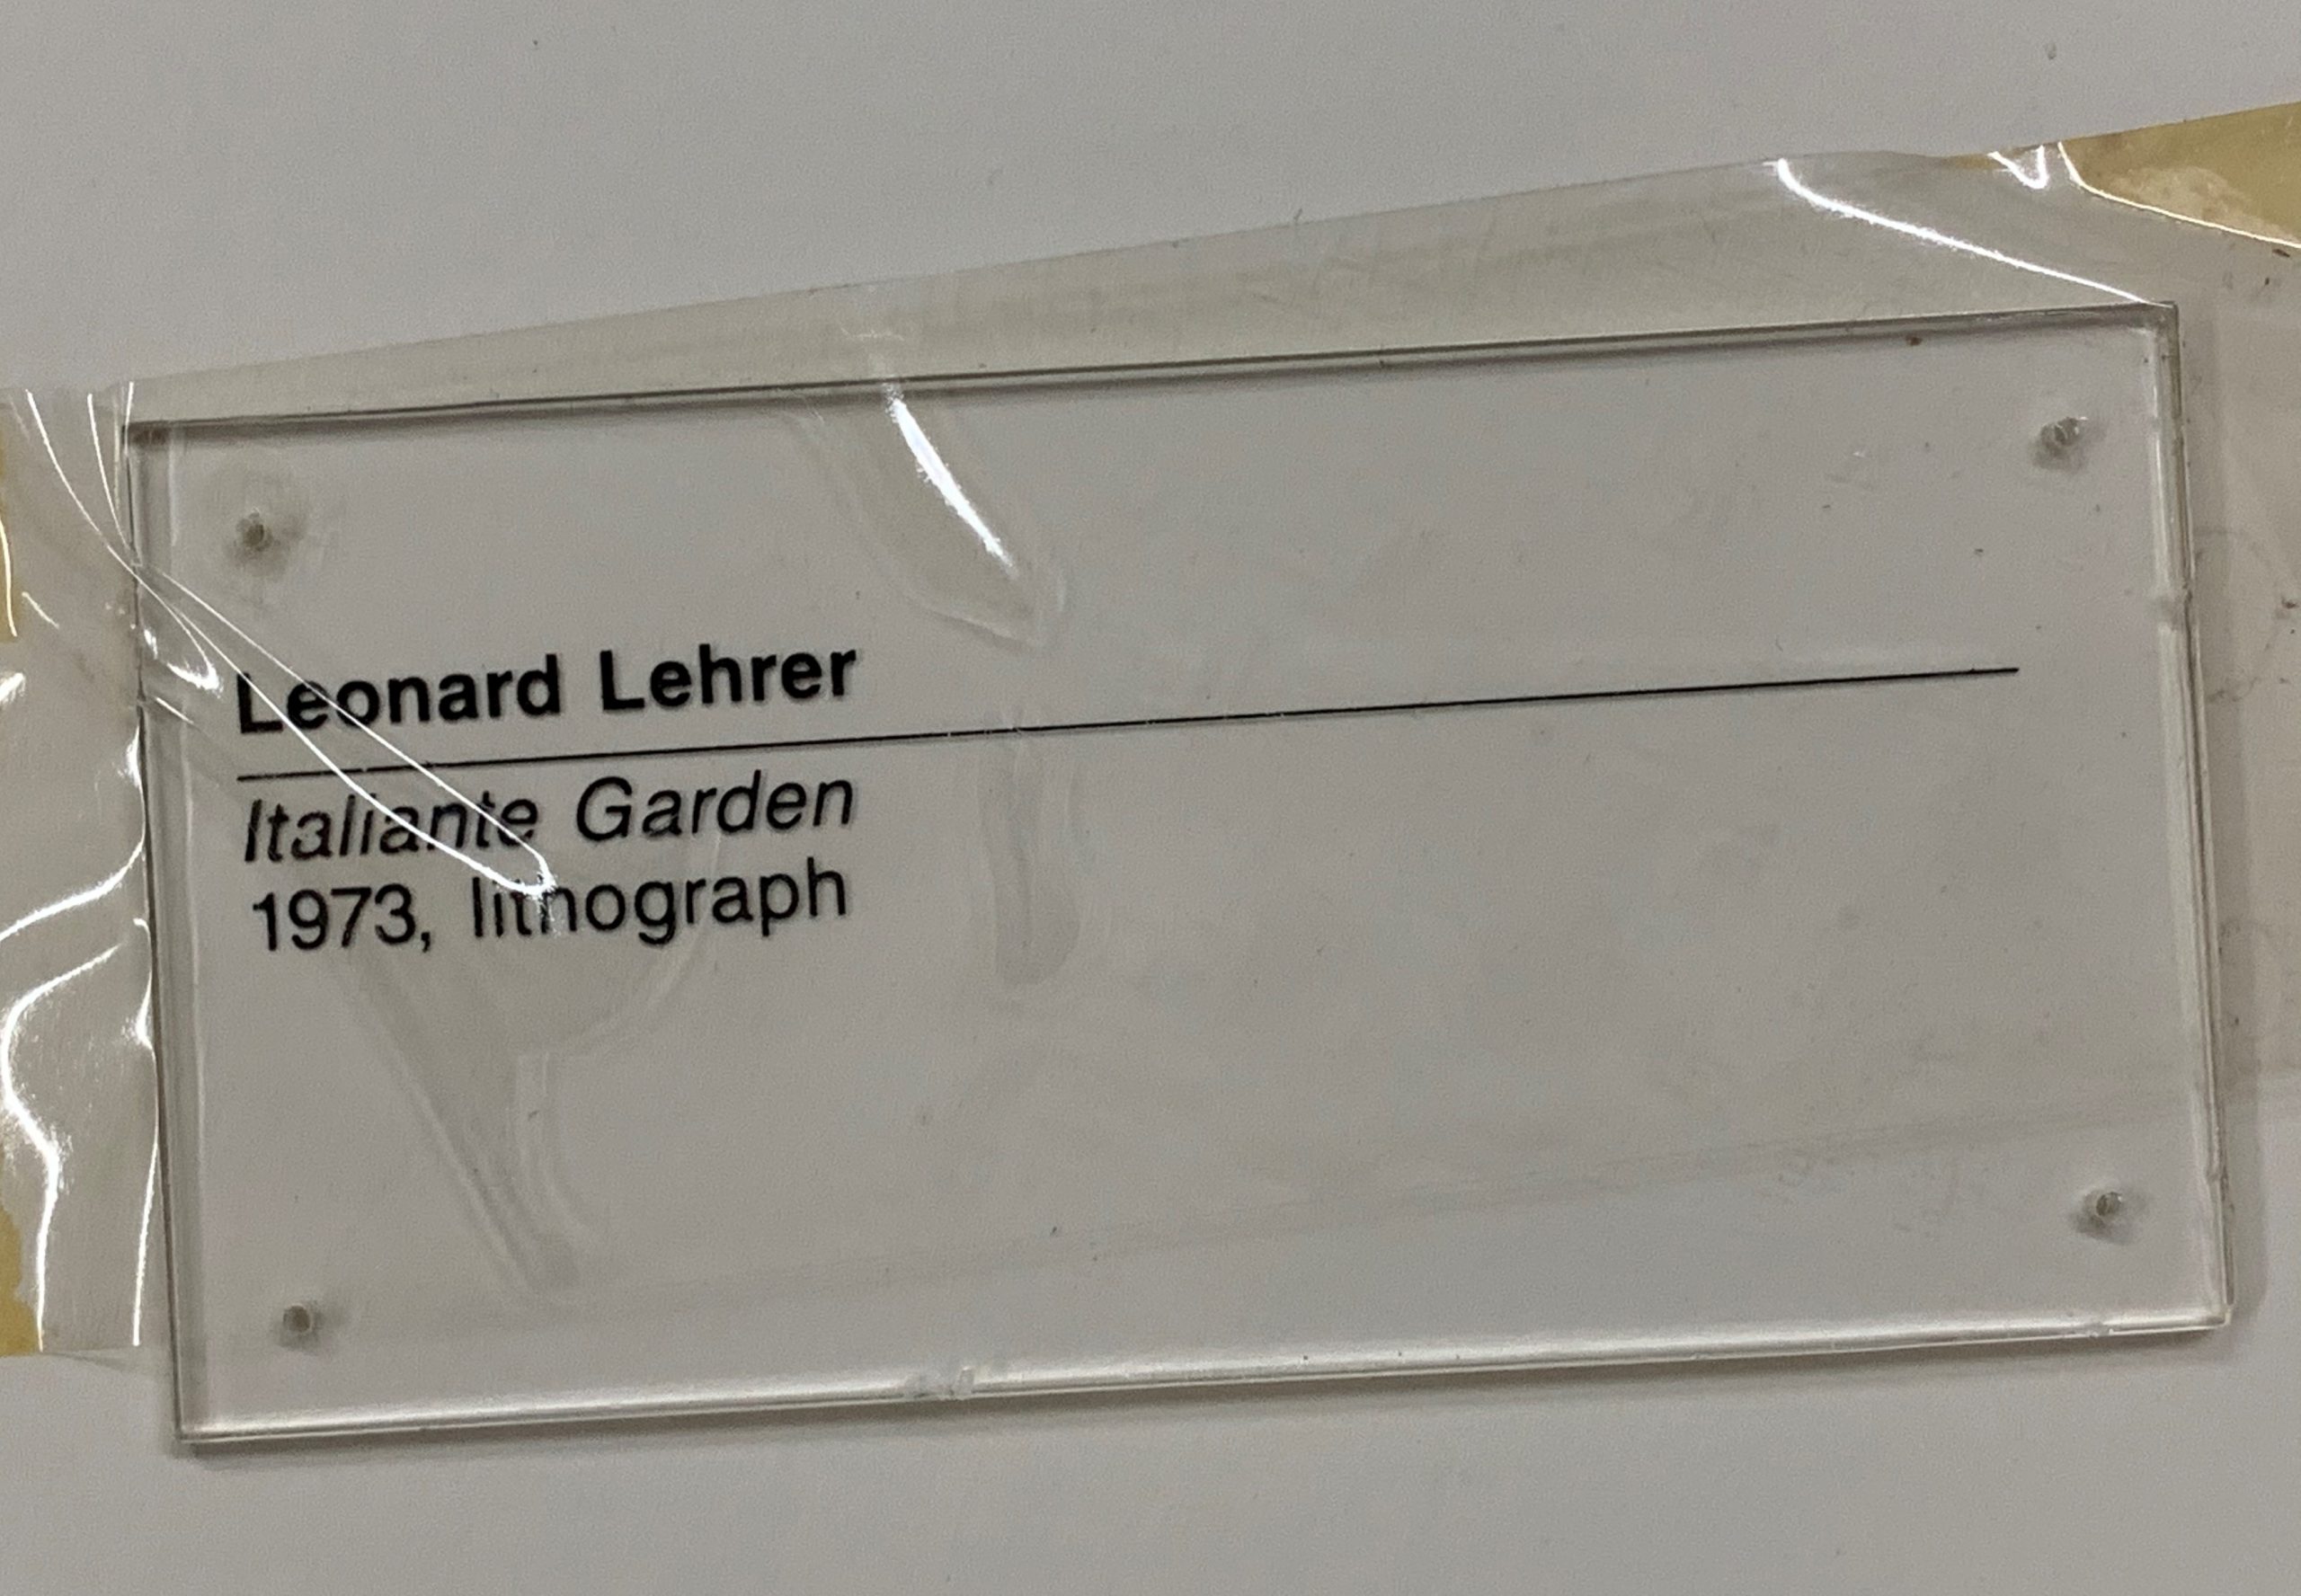 Leonard Lehrer
Italiante Garden
1973, lithograph